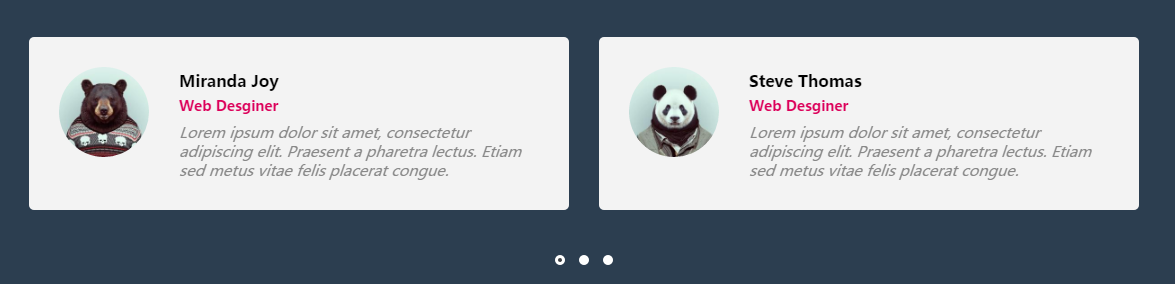 Miranda Joy
Web Desginer
Lorem ipsum dolor sit amet, consectetur
adipiscing elit. Praesent a pharetra lectus. Etiam
sed metus vitae felis placerat congue.
Steve Thomas
Web Desginer
Lorem ipsum dolor sit amet, consectetur
adipiscing elit. Praesent a pharetra lectus. Etiam
sed metus vitae felis placerat congue.